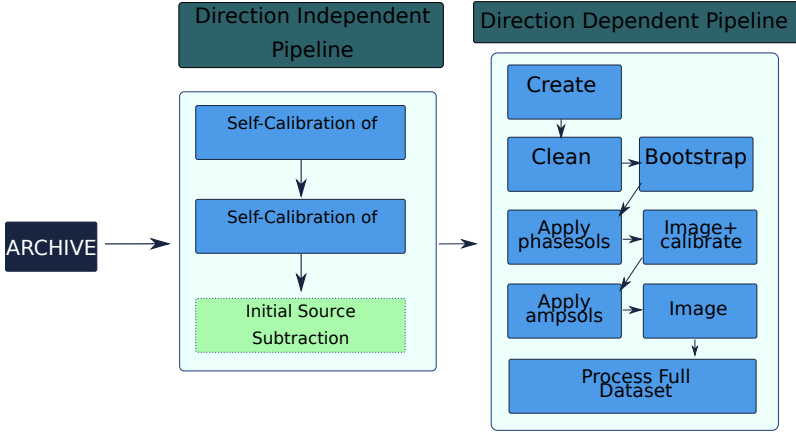 Direction Independent
Pipeline
Direction Dependent Pipeline
ARCHIVE
Self-Calibration of
Self-Calibration of
Initial Source
Subtraction
Create
Clean
Bootstrap
Apply
phasesols
Image+
calibrate
Apply
ampsols
Image
Process Full
Dataset